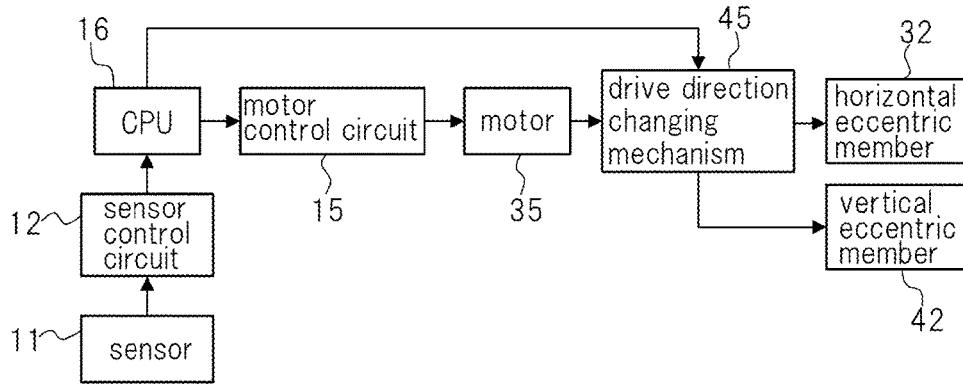 16
45
32
CPU
motor
control circuit
motor
drive direction
changing
mechanism
horizontal
eccentric
member
12
sensor
control
circuit
15
35
vertical
eccentric
member
11
sensor
42